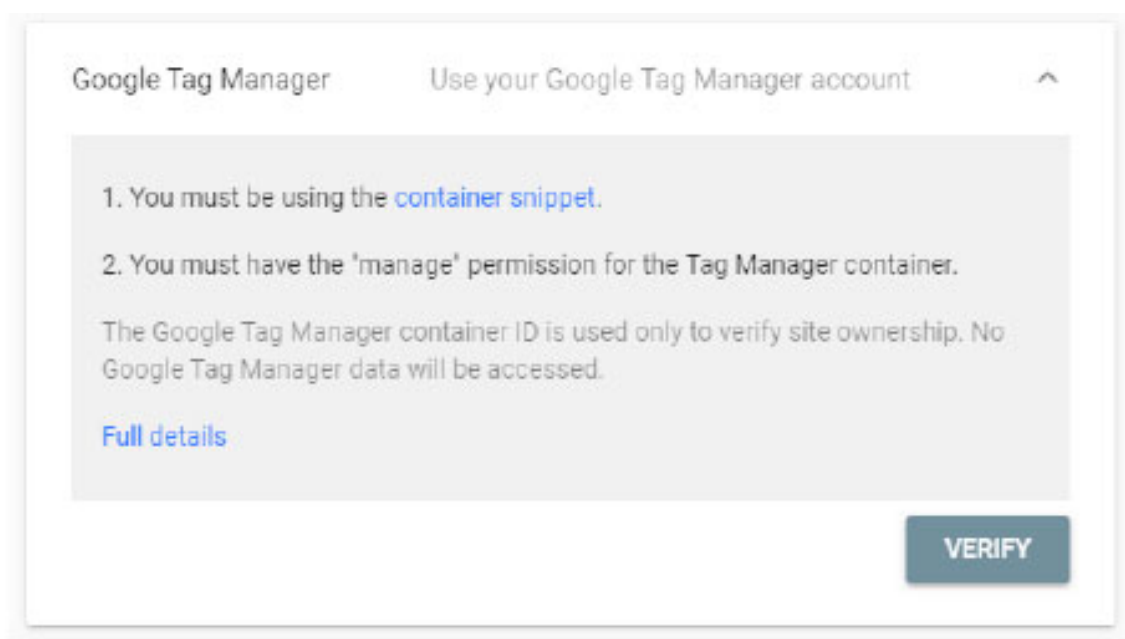 Google Tag Manager Use your Google Tag Manager account
1. You must be using the container snippet.
2. You must have the "manage" permission for the Tag Manager container.
The Google Tag Manager container ID is used only to verify site ownership. No
Google Tag Manager data will be accessed.
Full details
VERIFY